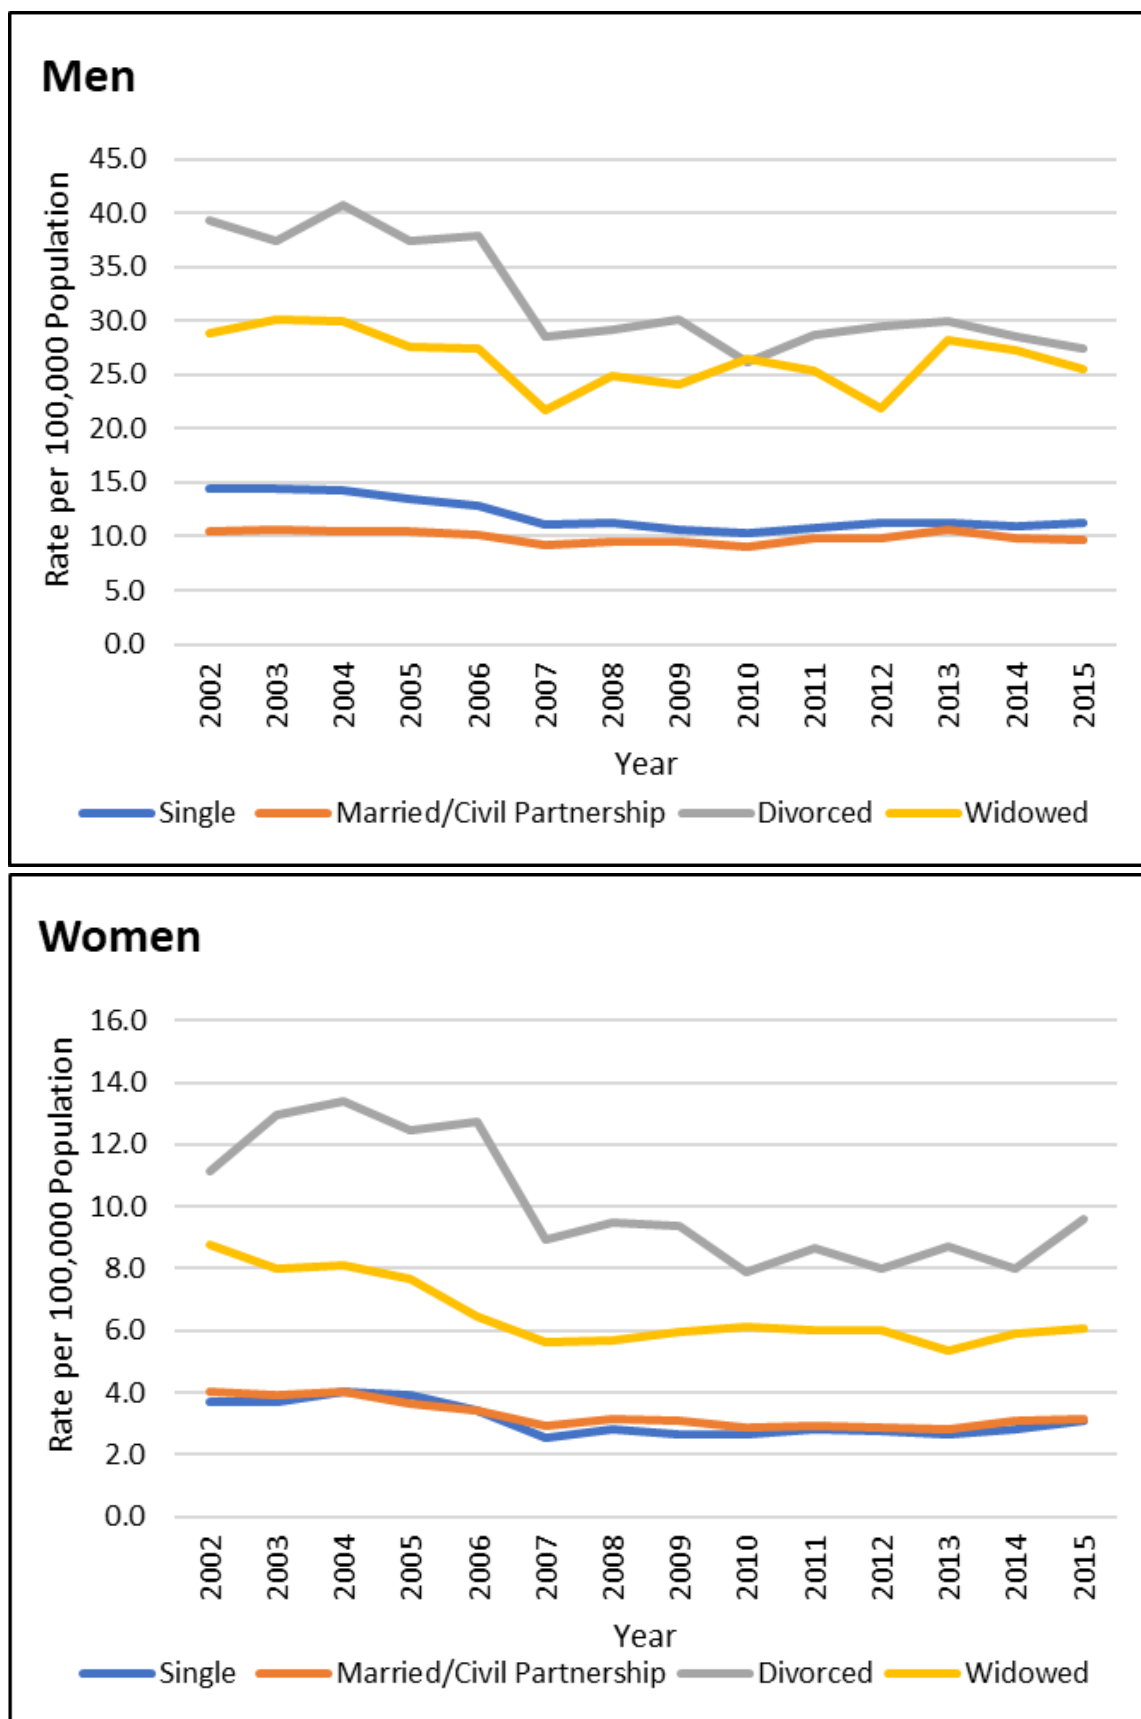 Men
Rate per 100,000 Population
45.0
40.0
35.0
30.0
25.0
20.0
15.0
10.0
5.0
0.0
2002 2003 2004 2005 2006 2007 2008 2009 2010 2011 2012 2013 2014 2015
Year
Single Married/Civil Partnership Divorced Widowed
Women
Rate per 100,000 Population
16.0
14.0
12.0
10.0
8.0
6.0
4.0
2.0
0.0
2002 2003 2004 2005 2006 2007 2008 2009 2010 2011 2012 2013 2014 2015
Year
Single Married/Civil Partnership Divorced Widowed